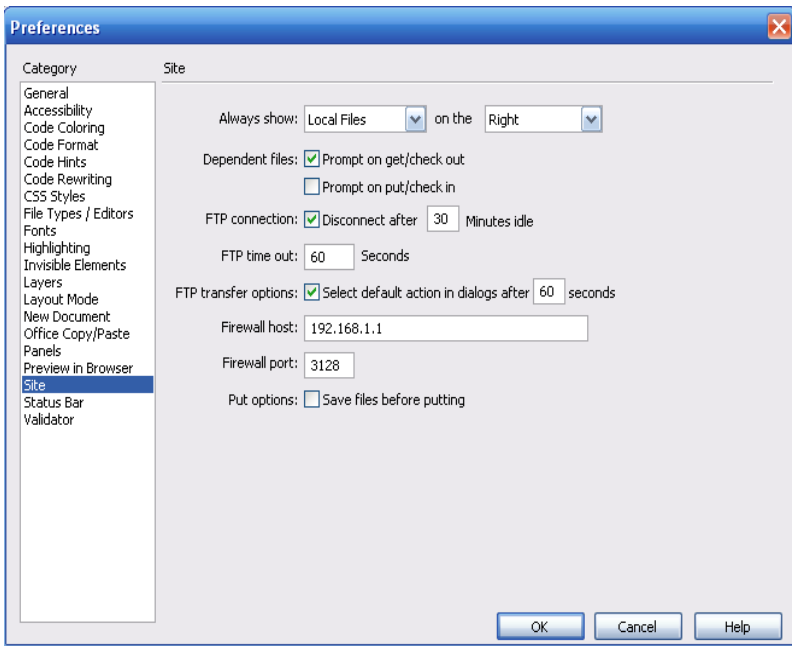 Preferences
Category
General
Accessibility
Code Coloring
Code Format
Code Hints
Code Rewriting
CSS Styles
File Types / Editors
Fonts
Highlighting
Invisible Elements
Layers
Layout Mode
New Document
Office Copy/Paste
Panels
Preview in Browser
Site
Status Bar
Validator
Site
Always show: Local Files on the Right
Dependent files: Prompt on get/check out
Prompt on put/check in
FTP connection: Disconnect after 30 Minutes idle
FTP time out: 60 Seconds
FTP transfer options: Select default action in dialogs after 60 seconds
Firewall host: 192.168.1.1
Firewall port: 3128
Put options: Save files before putting
OK Cancel Help